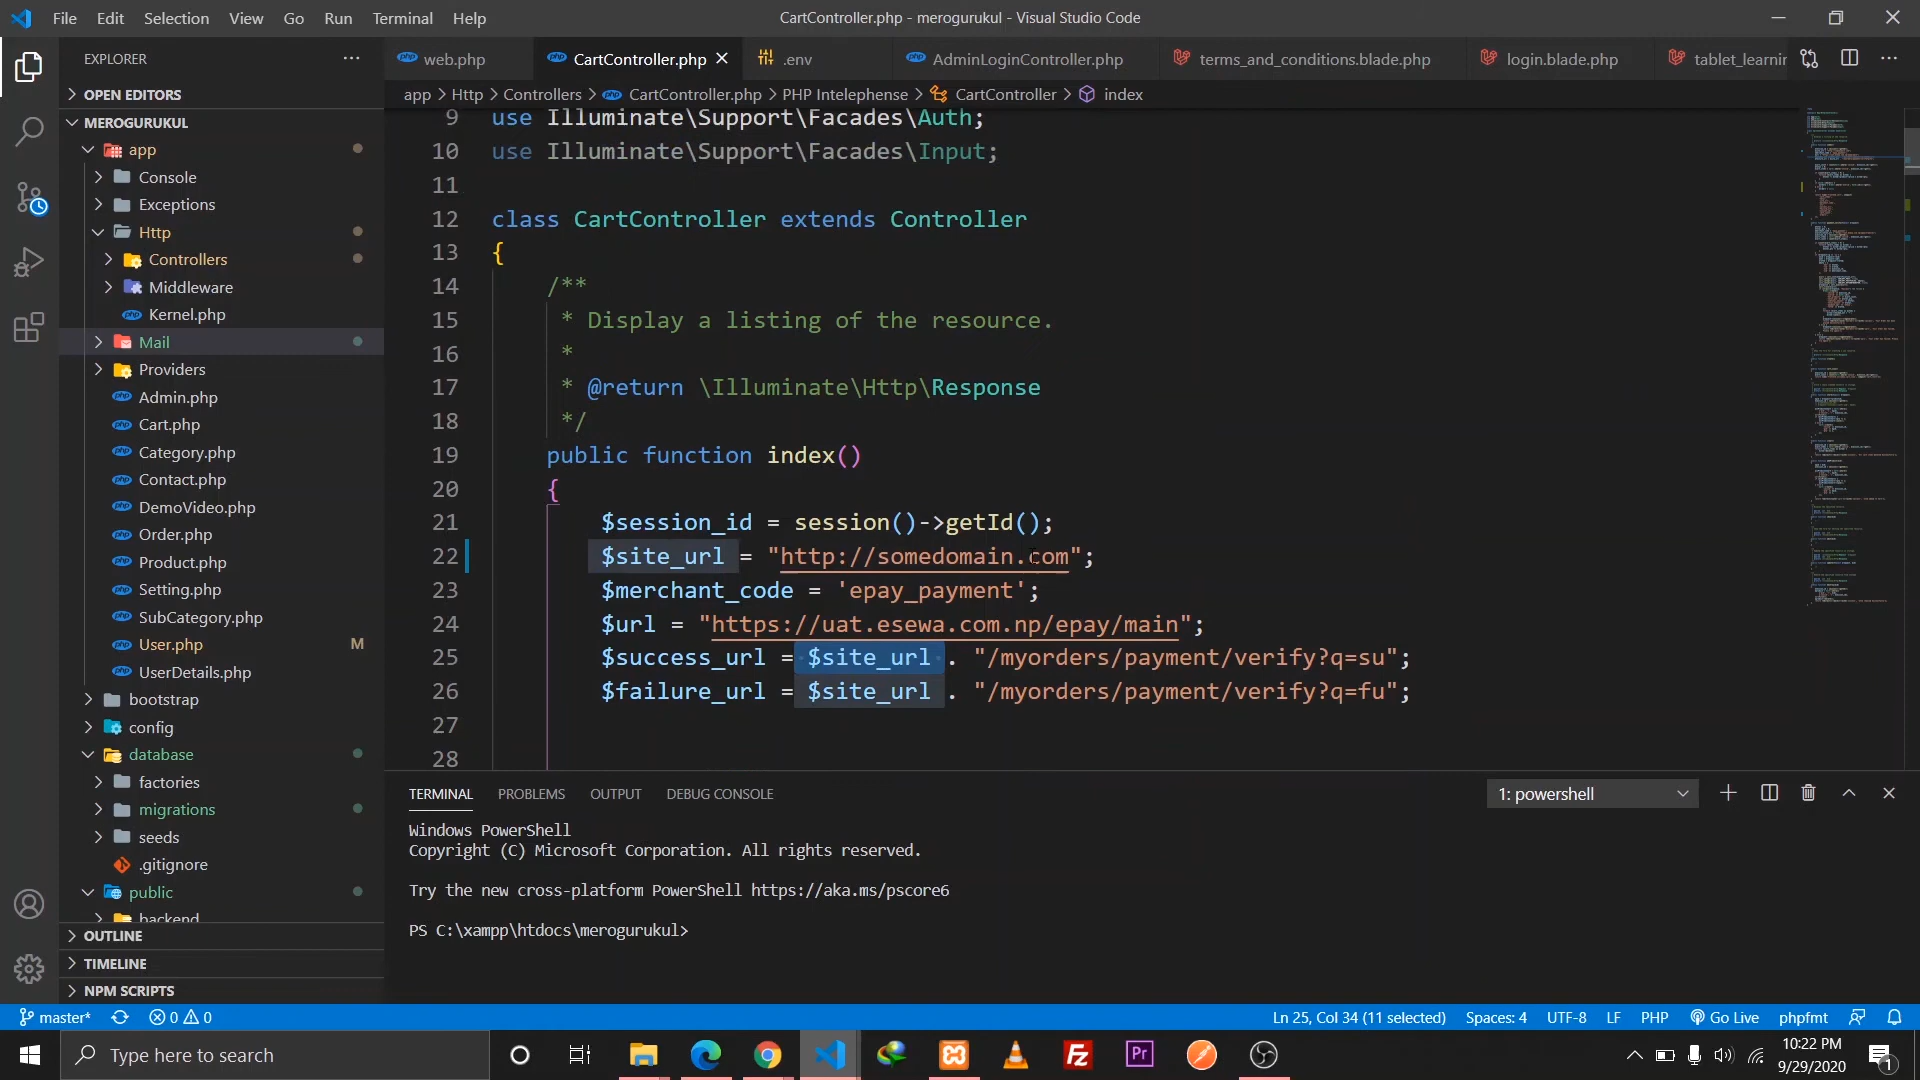 File Edit Selection View Go Run Terminal Help
CartController.php - merogurukul - Visual Studio Code
EXPLORER
web.php
CartController.php
.env
AdminLoginController.php
terms_and_conditions.blade.php
login.blade.php
tablet_learnin
app > Http > Controllers > CartController.php > PHP Intelephense > CartController > index
OPEN EDITORS
MEROGURUKUL
app
Console
Exceptions
Http
Controllers
Middleware
Kernel.php
Mail
Providers
Admin.php
Cart.php
Category.php
Contact.php
DemoVideo.php
Order.php
Product.php
Setting.php
SubCategory.php
User.php M
UserDetails.php
bootstrap
config
database
factories
migrations
seeds
.gitignore
public
backend
OUTLINE
TIMELINE
NPM SCRIPTS
9 use Illuminate\Support\Facades\Auth;
10 use Illuminate\Support\Facades\Input;
11
12 class CartController extends Controller
13 {
14 /**
15 * Display a listing of the resource.
16 *
17 * @return \Illuminate\Http\Response
18 */
19 public function index()
20 {
21 $session_id = session()->getId();
22 $site_url = "http://somedomain.com";
23 $merchant_code = 'epay_payment';
24 $url = "https://uat.esewa.com.np/epay/main";
25 $success_url = $site_url . "/myorders/payment/verify?q=su";
26 $failure_url = $site_url . "/myorders/payment/verify?q=fu";
27
28
TERMINAL PROBLEMS OUTPUT DEBUG CONSOLE
1: powershell
Windows PowerShell
Copyright (C) Microsoft Corporation. All rights reserved.
Try the new cross-platform PowerShell https://aka.ms/pscore6
PS C:\xampp\htdocs\merogurukul>
master* 0 0
Ln 25, Col 34 (11 selected) Spaces: 4 UTF-8 LF PHP Go Live phpfmt
Type here to search
Fz
Pr
10:22 PM
9/29/2020
1